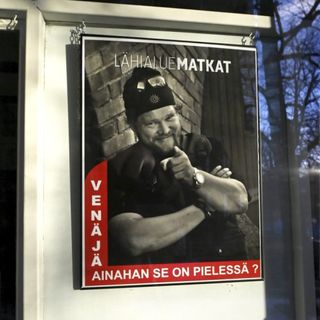 LÄHIALUEMATKAT
VENÄJÄ
AINAHAN SE ON PIELESSÄ ?